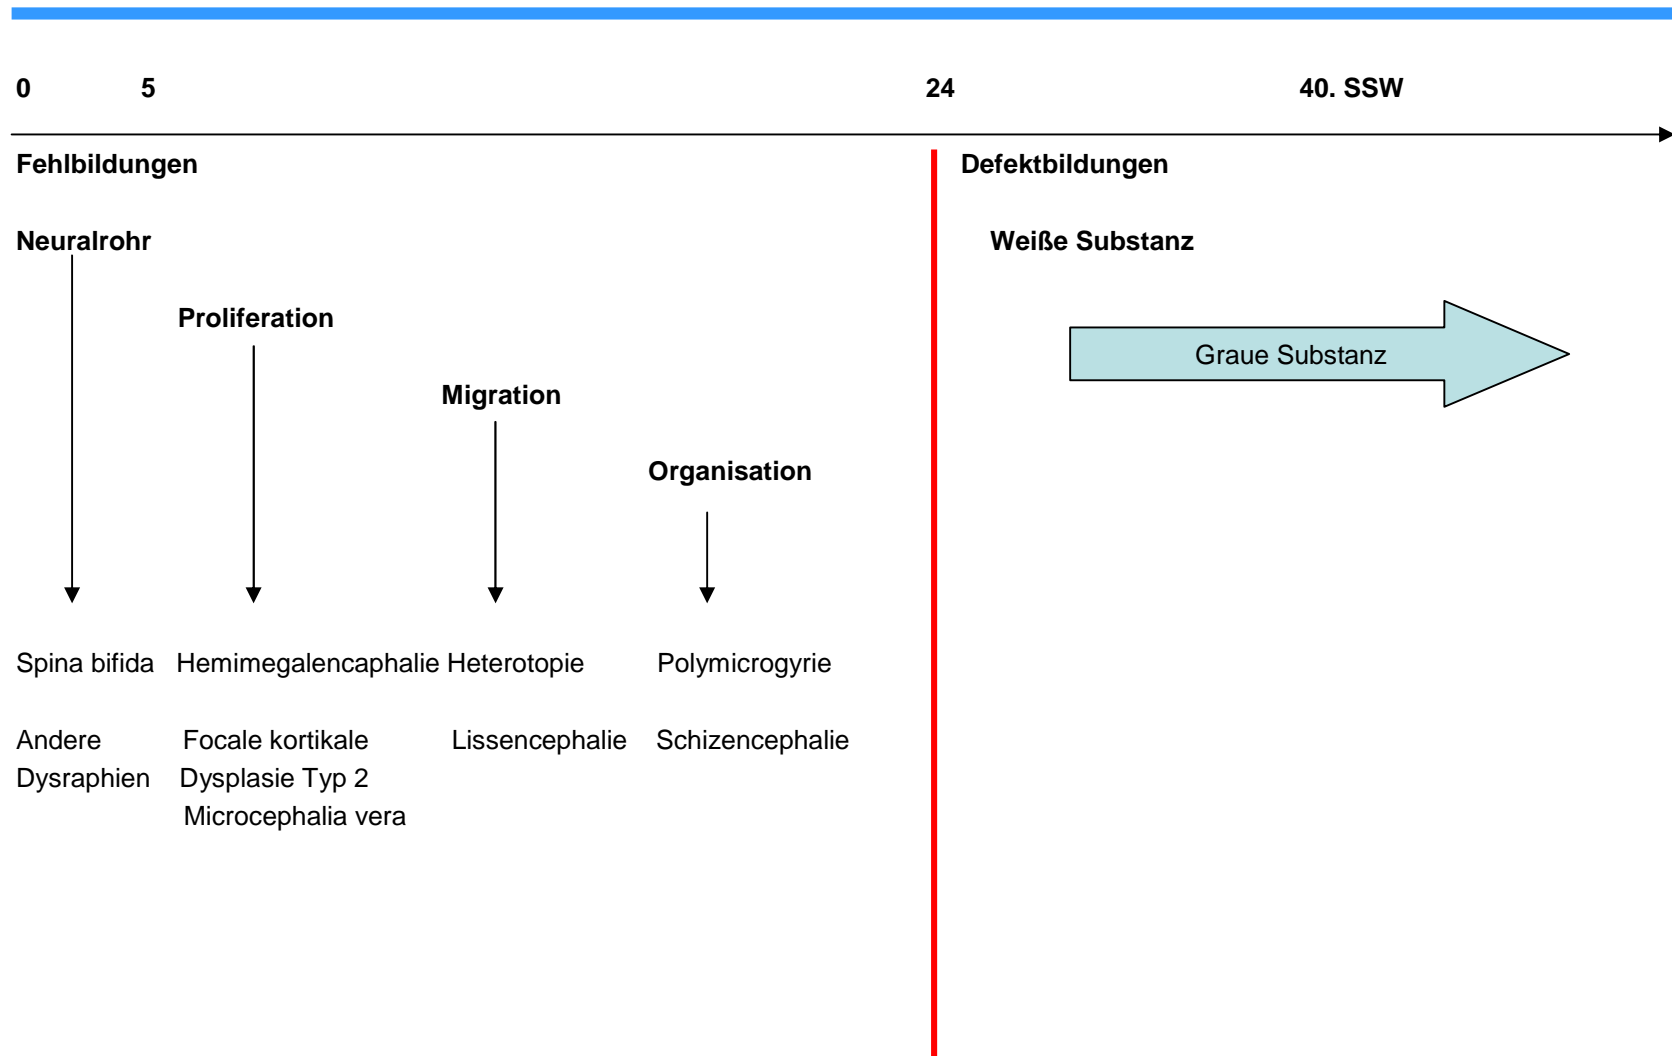 0 5 24 40. SSW
Fehlbildungen Defektbildungen
Neuralrohr Weiße Substanz
Proliferation
Graue Substanz
Migration
Organisation
Spina bifida Hemimegalencaphalie Heterotopie Polymicrogyrie
Andere Focale kortikale Lissencephalie Schizencephalie
Dysraphien Dysplasie Typ 2
Microcephalia vera